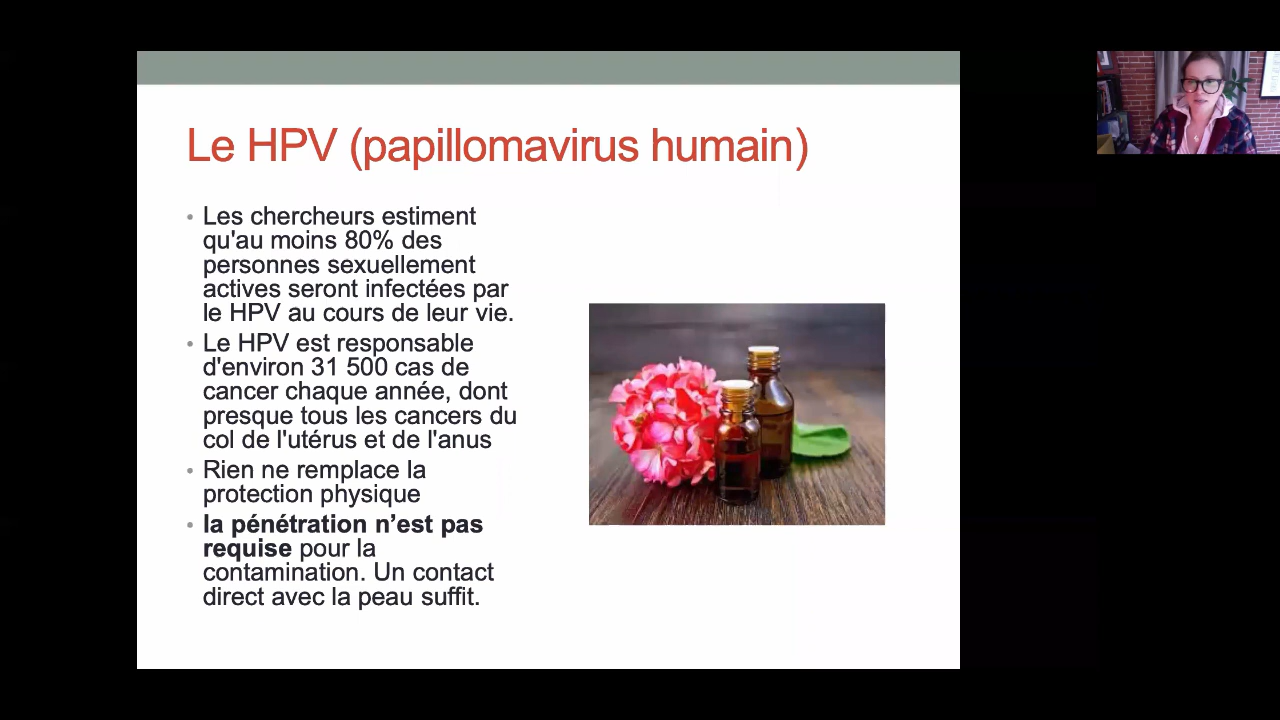 Le HPV (papillomavirus humain)
• Les chercheurs estiment
qu'au moins 80% des
personnes sexuellement
actives seront infectées par
le HPV au cours de leur vie.
• Le HPV est responsable
d'environ 31 500 cas de
cancer chaque année, dont
presque tous les cancers du
col de l'utérus et de l'anus
• Rien ne remplace la
protection physique
• la pénétration n’est pas
requise pour la
contamination. Un contact
direct avec la peau suffit.